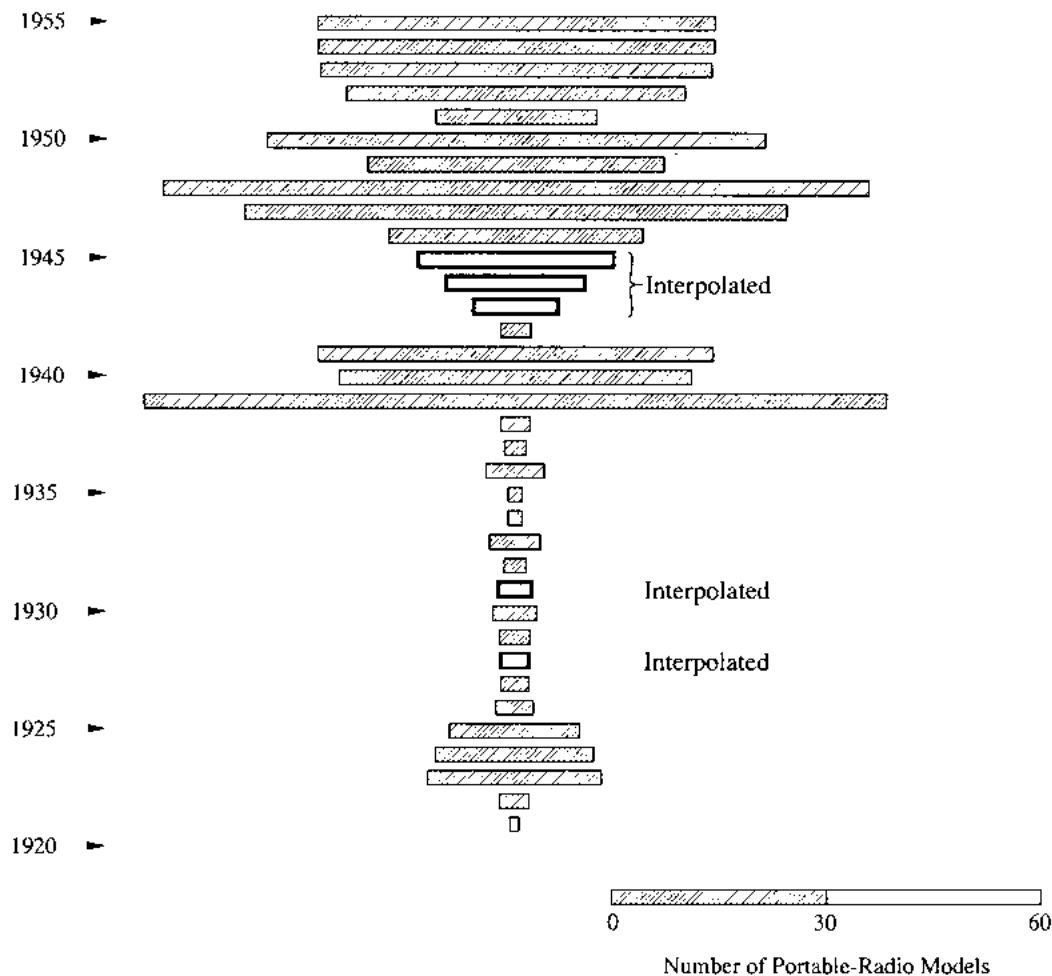 1955
1950
1945
Interpolated
1940
1935
Interpolated
1930
Interpolated
1925
1920
0 30 60
Number of Portable-Radio Models